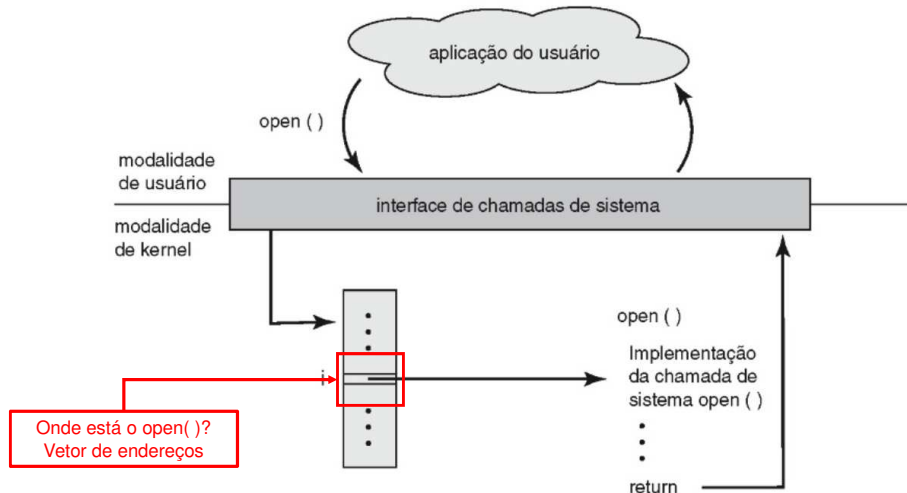 aplicação do usuário
open ( )
modalidade
de usuário
interface de chamadas de sistema
modalidade
de kernel
open ( )
Implementação
da chamada de
sistema open ( )
i
Onde está o open( )?
Vetor de endereços
return